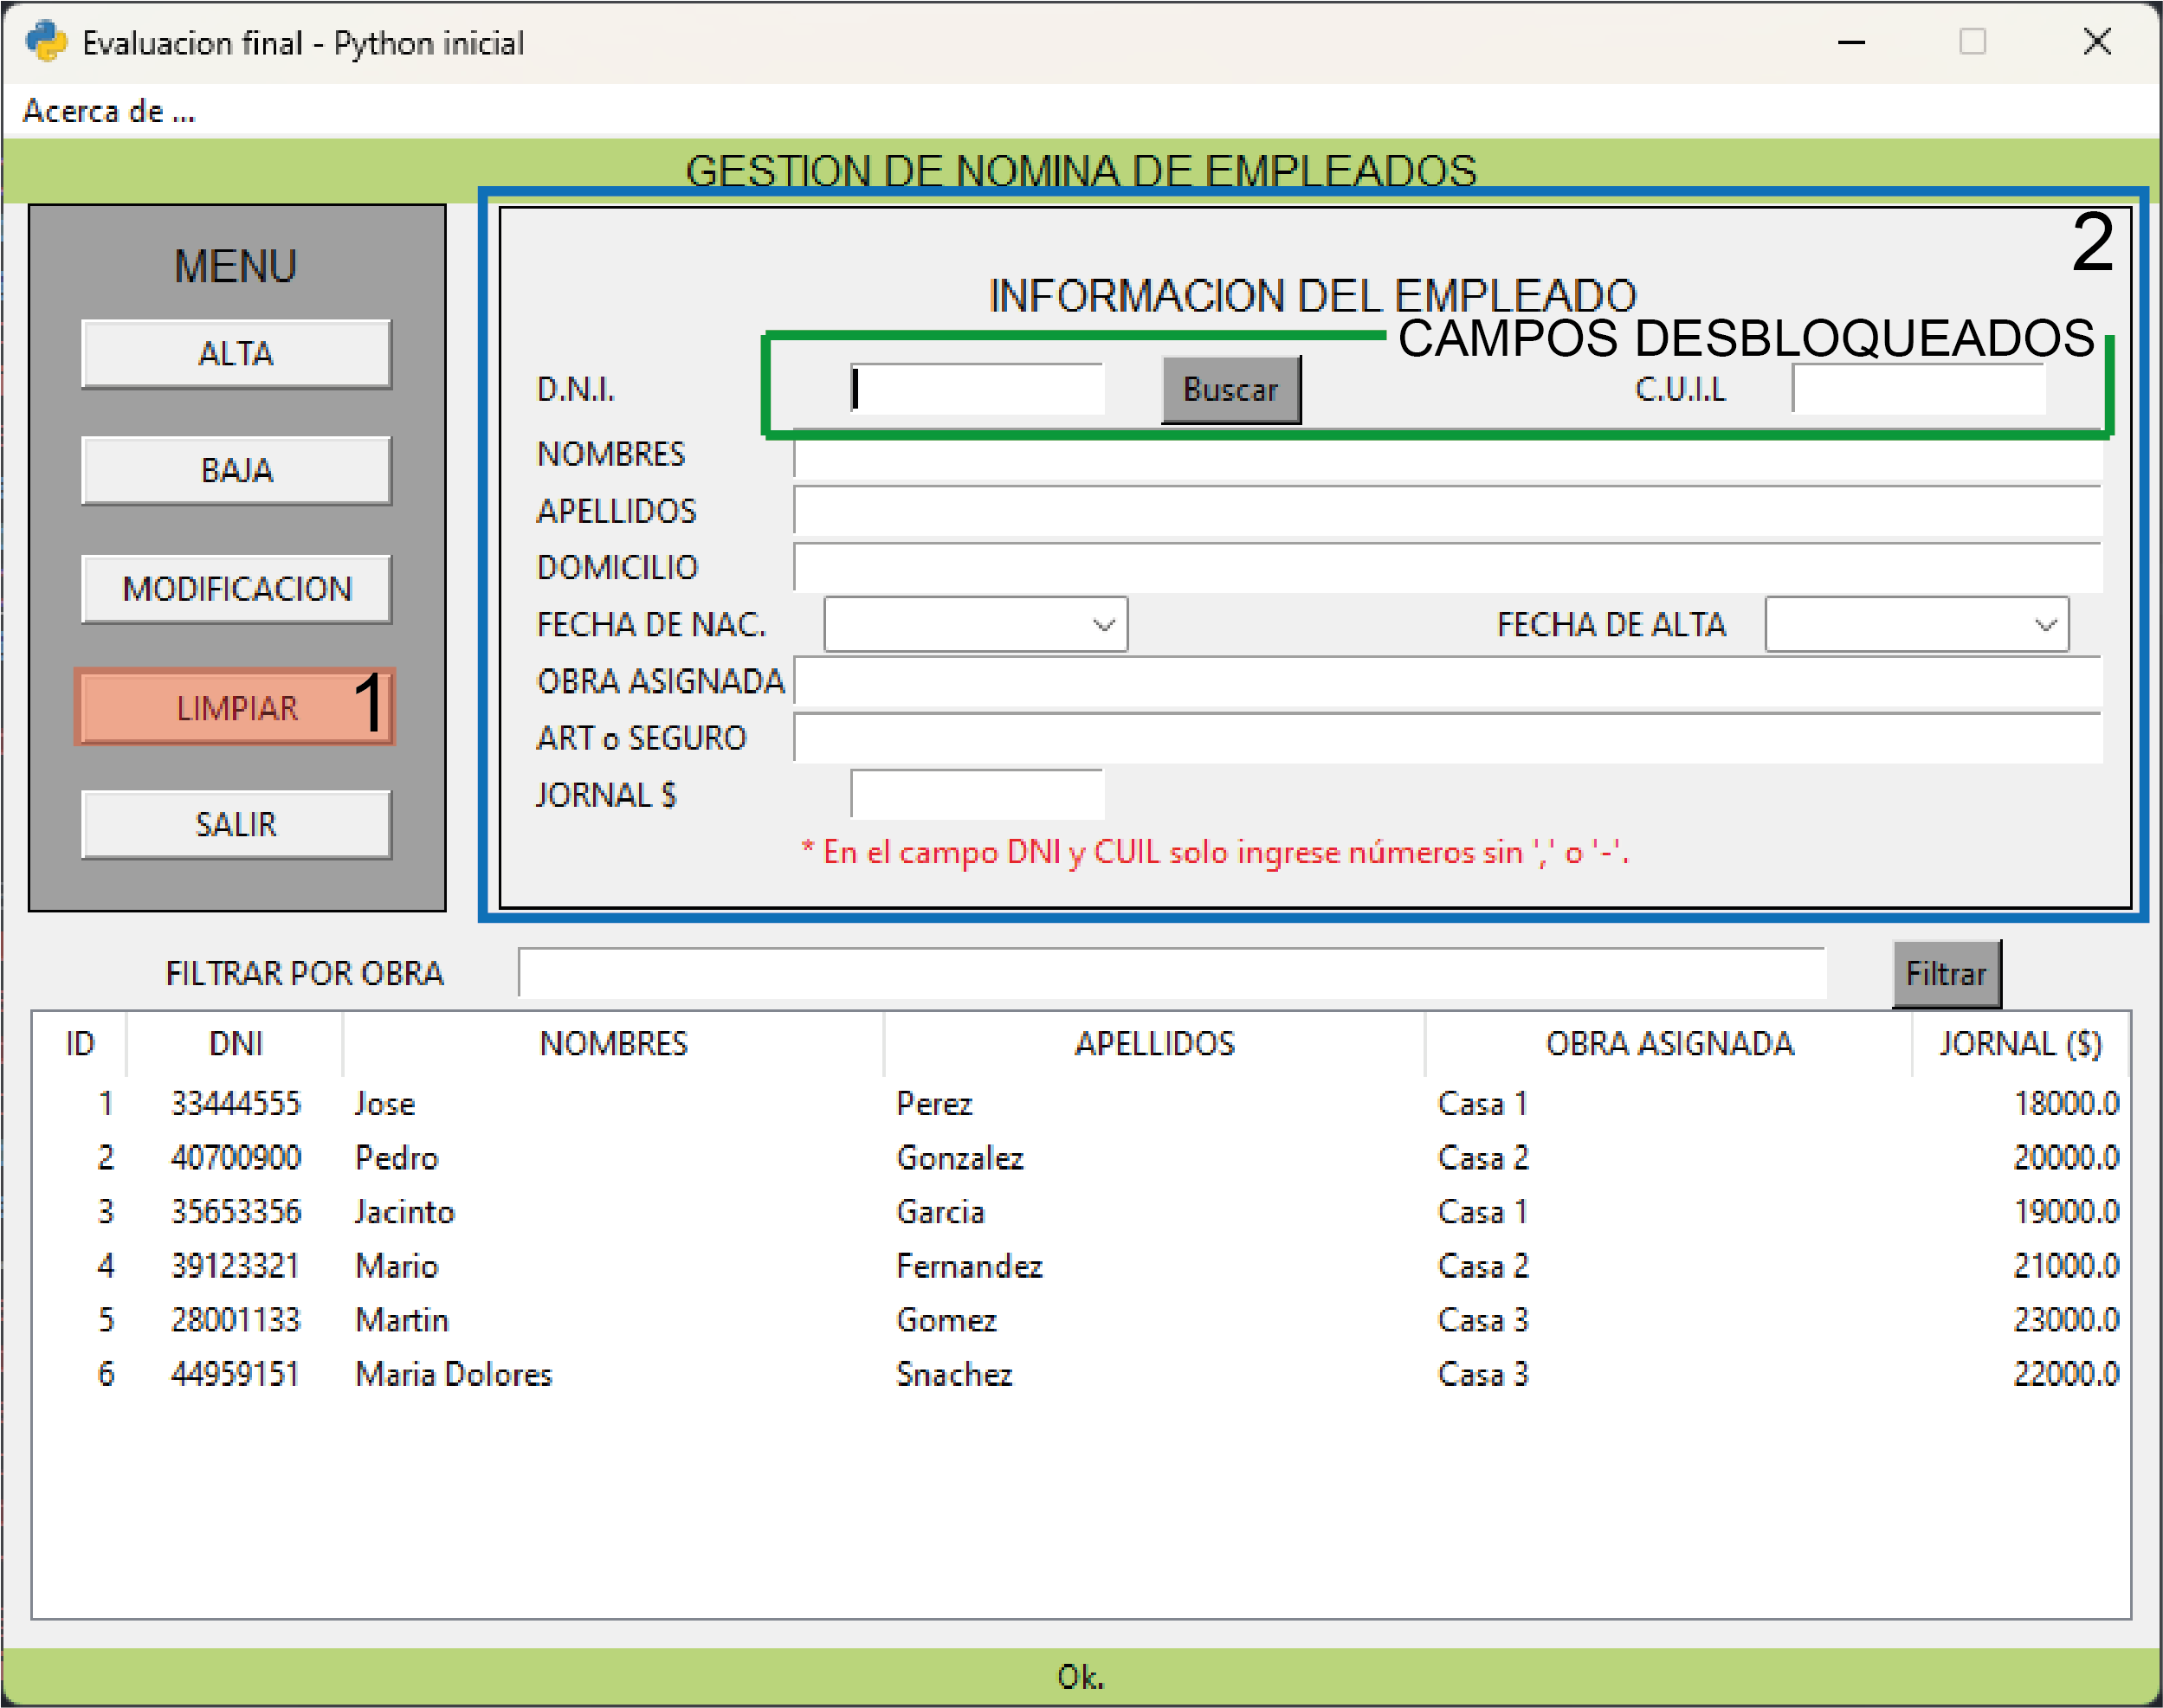 Evaluacion final - Python inicial
Acerca de ...
GESTION DE NOMINA DE EMPLEADOS
MENU
ALTA
BAJA
MODIFICACION
LIMPIAR 1
SALIR
2
INFORMACION DEL EMPLEADO
CAMPOS DESBLOQUEADOS
D.N.I. Buscar C.U.I.L
NOMBRES
APELLIDOS
DOMICILIO
FECHA DE NAC. FECHA DE ALTA
OBRA ASIGNADA
ART o SEGURO
JORNAL $
* En el campo DNI y CUIL solo ingrese números sin ',' o '-'.
FILTRAR POR OBRA Filtrar
ID DNI NOMBRES APELLIDOS OBRA ASIGNADA JORNAL ($)
1 33444555 Jose Perez Casa 1 18000.0
2 40700900 Pedro Gonzalez Casa 2 20000.0
3 35653356 Jacinto Garcia Casa 1 19000.0
4 39123321 Mario Fernandez Casa 2 21000.0
5 28001133 Martin Gomez Casa 3 23000.0
6 44959151 Maria Dolores Snachez Casa 3 22000.0
Ok.